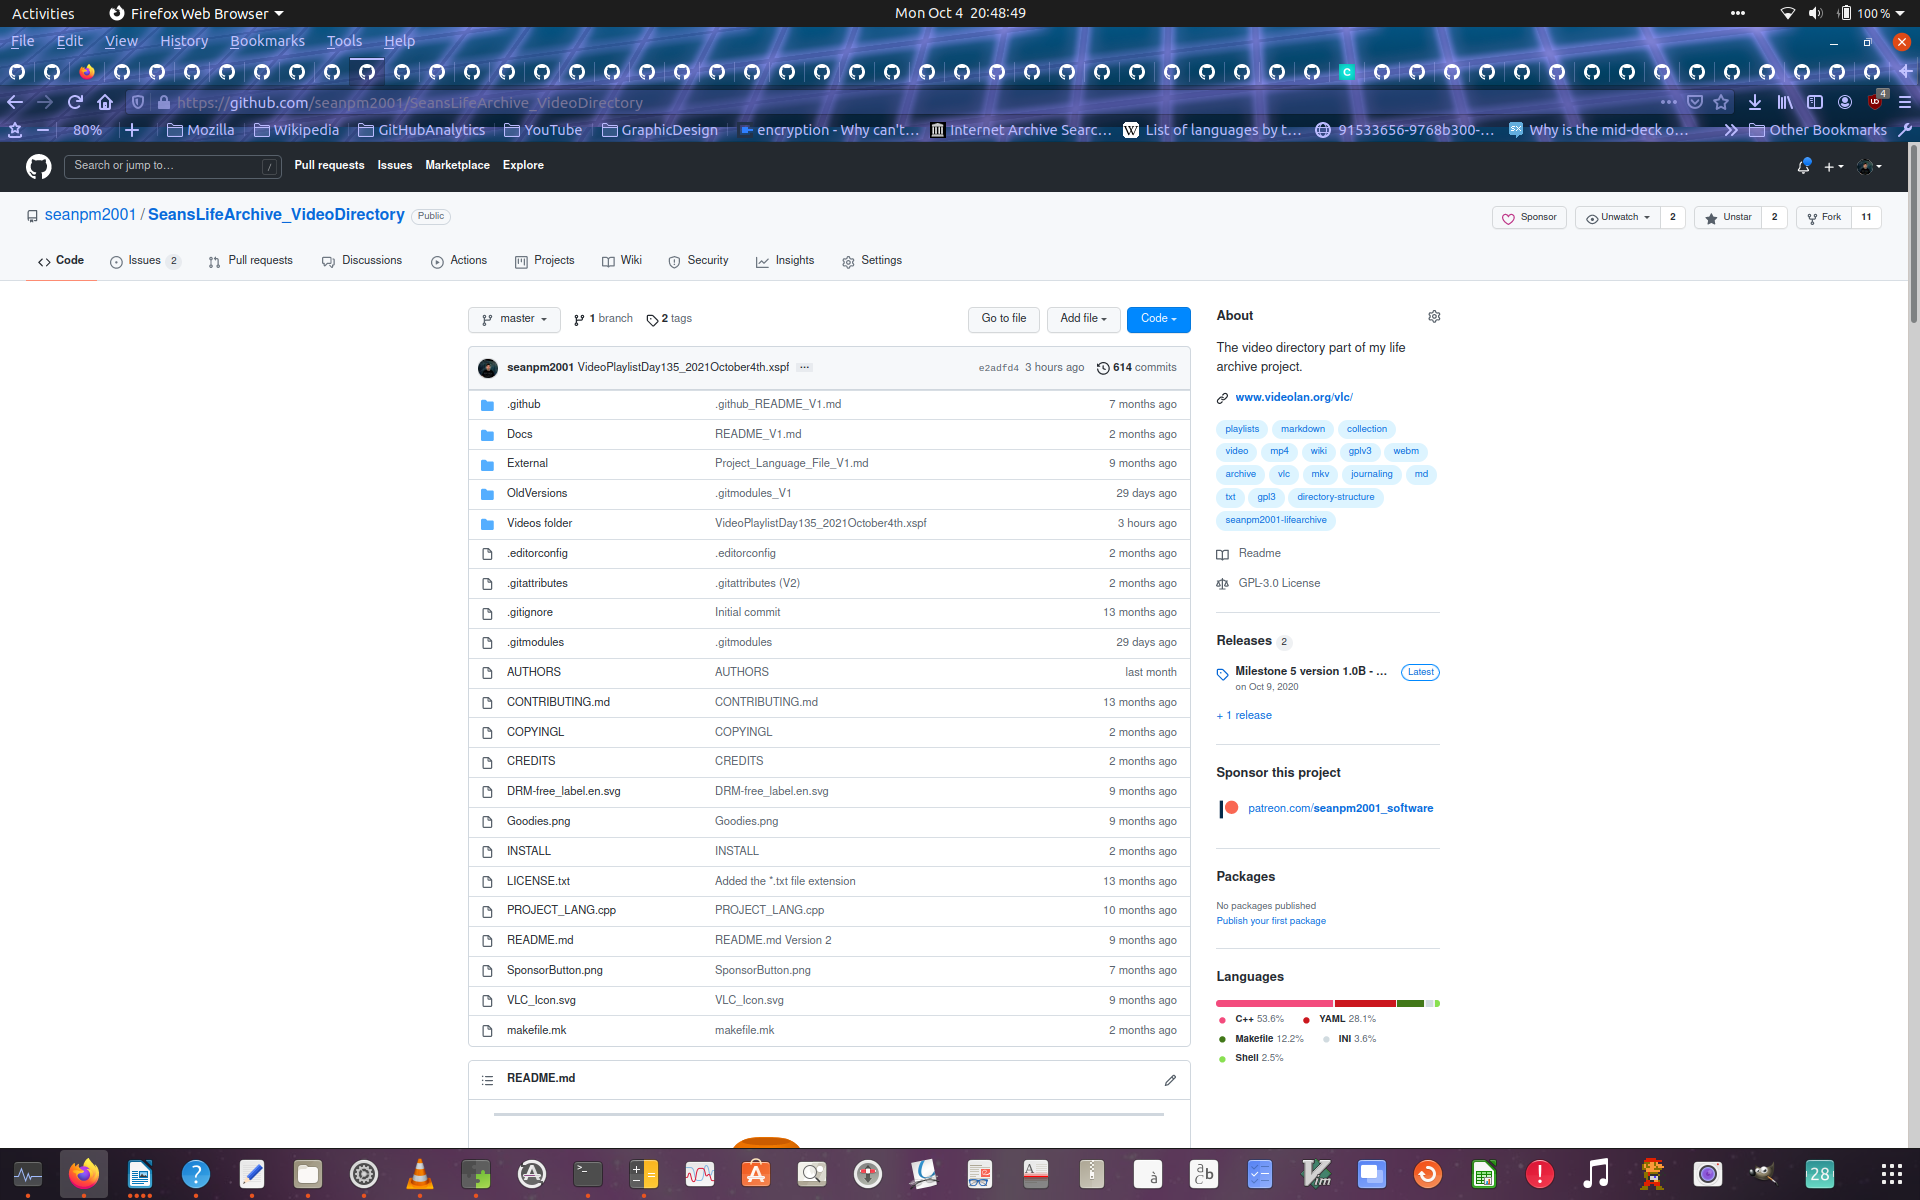 Activities Firefox Web Browser Mon Oct 4 20:48:49 100 %
File Edit View History Bookmarks Tools Help
https://github.com/seanpm2001/SeansLifeArchive_VideoDirectory 4
80% Mozilla Wikipedia GitHubAnalytics YouTube GraphicDesign encryption - Why can't… Internet Archive Searc… List of languages by t… 91533656-9768b300-… Why is the mid-deck o… Other Bookmarks
Search or jump to… / Pull requests Issues Marketplace Explore
seanpm2001 / SeansLifeArchive_VideoDirectory Public Sponsor Unwatch 2 Unstar 2 Fork 11
Code Issues 2 Pull requests Discussions Actions Projects Wiki Security Insights Settings
master 1 branch 2 tags Go to file Add file Code
seanpm2001 VideoPlaylistDay135_2021October4th.xspf … e2adfd4 3 hours ago 614 commits
.github .github_README_V1.md 7 months ago
Docs README_V1.md 2 months ago
External Project_Language_File_V1.md 9 months ago
OldVersions .gitmodules_V1 29 days ago
Videos folder VideoPlaylistDay135_2021October4th.xspf 3 hours ago
.editorconfig .editorconfig 2 months ago
.gitattributes .gitattributes (V2) 2 months ago
.gitignore Initial commit 13 months ago
.gitmodules .gitmodules 29 days ago
AUTHORS AUTHORS last month
CONTRIBUTING.md CONTRIBUTING.md 13 months ago
COPYINGL COPYINGL 2 months ago
CREDITS CREDITS 2 months ago
DRM-free_label.en.svg DRM-free_label.en.svg 9 months ago
Goodies.png Goodies.png 9 months ago
INSTALL INSTALL 2 months ago
LICENSE.txt Added the *.txt file extension 13 months ago
PROJECT_LANG.cpp PROJECT_LANG.cpp 10 months ago
README.md README.md Version 2 9 months ago
SponsorButton.png SponsorButton.png 7 months ago
VLC_Icon.svg VLC_Icon.svg 9 months ago
makefile.mk makefile.mk 2 months ago
README.md
About
The video directory part of my life
archive project.
www.videolan.org/vlc/
playlists markdown collection
video mp4 wiki gplv3 webm
archive vlc mkv journaling md
txt gpl3 directory-structure
seanpm2001-lifearchive
Readme
GPL-3.0 License
Releases 2
Milestone 5 version 1.0B - … Latest
on Oct 9, 2020
+ 1 release
Sponsor this project
patreon.com/seanpm2001_software
Packages
No packages published
Publish your first package
Languages
C++ 53.6% YAML 28.1%
Makefile 12.2% INI 3.6%
Shell 2.5%
28